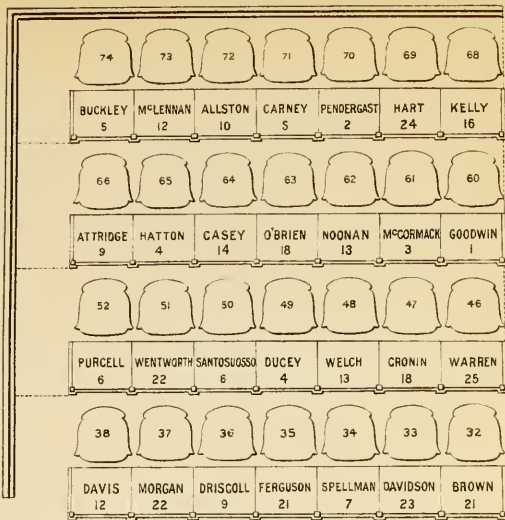 74 73 72 71 70 69 68
BUCKLEY McLENNAN ALLSTON CARNEY PENDERGAST HART KELLY
5 12 10 5 2 24 16
66 65 64 63 62 61 60
ATTRIDGE HATTON CASEY O'BRIEN NOONAN McCORMACK GOODWIN
9 4 14 18 13 3 1
52 51 50 49 48 47 46
PURCELL WENTWORTH SANTOSUOSSO DUCEY WELCH CRONIN WARREN
6 22 6 4 13 18 25
38 37 36 35 34 33 32
DAVIS MORGAN DRISCOLL FERGUSON SPELLMAN DAVIDSON BROWN
12 22 9 21 7 23 21